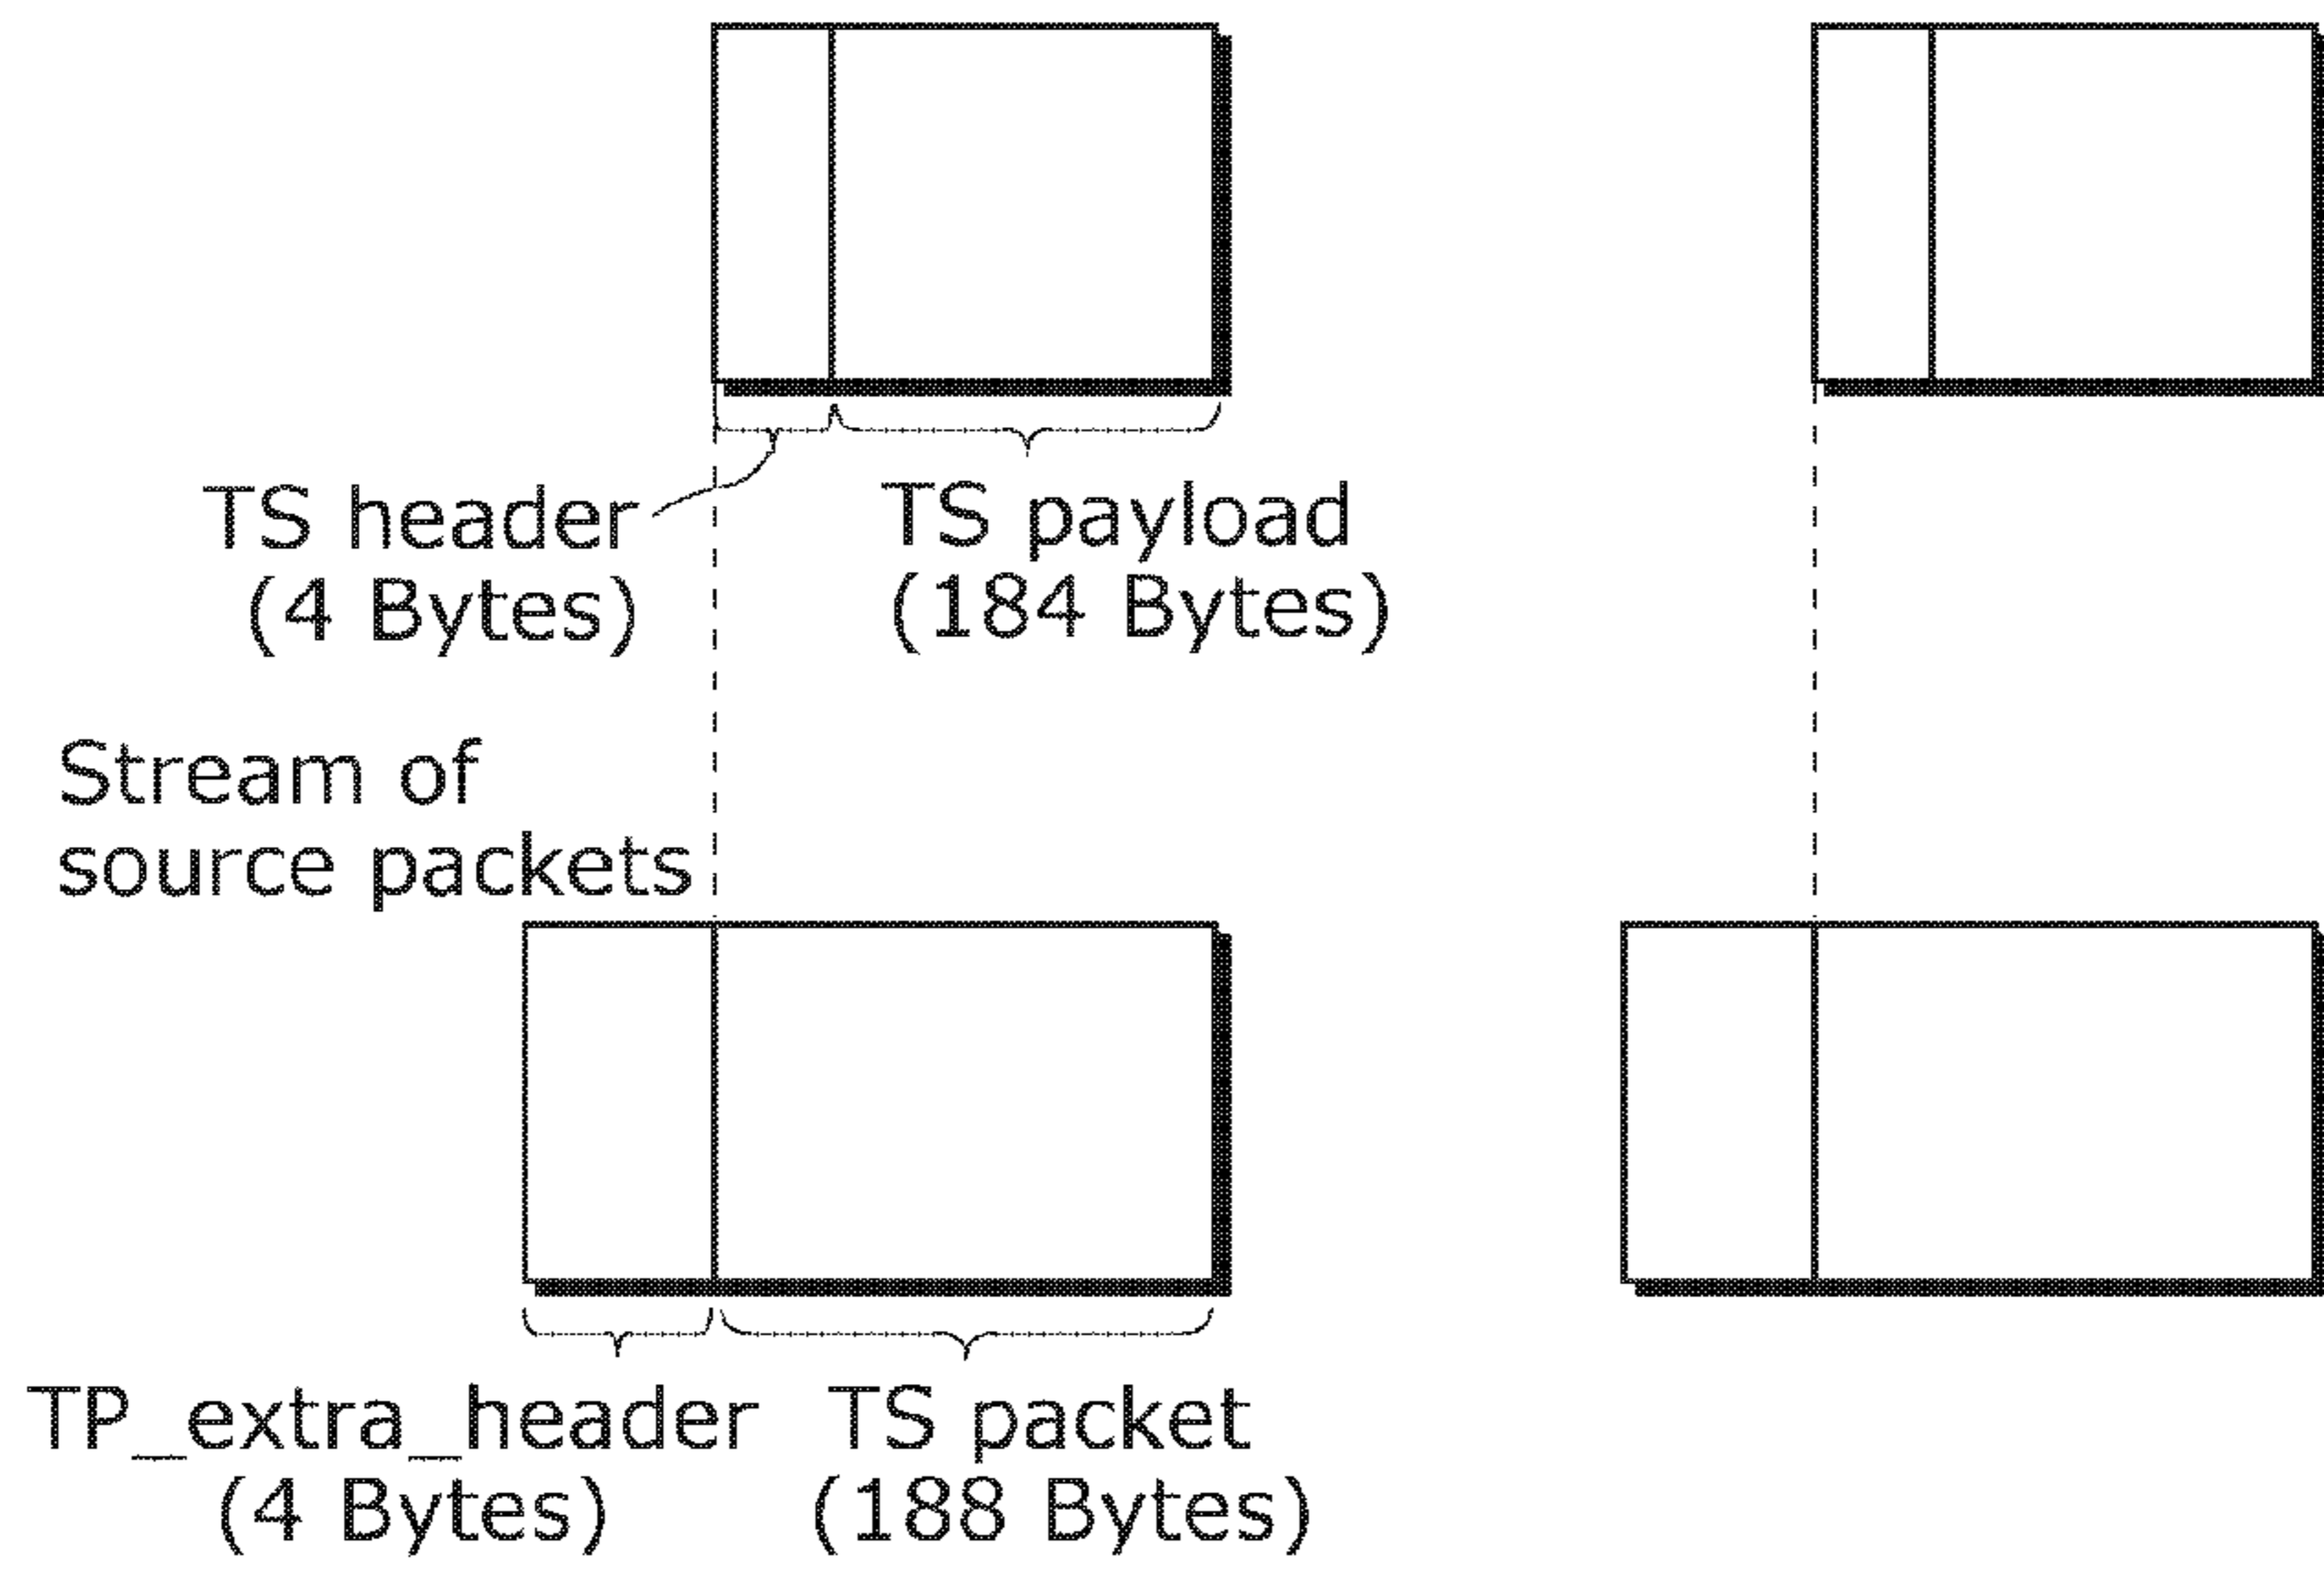 TS header
(4 Bytes)
TS payload
(184 Bytes)
Stream of
source packets
TP_extra_header
(4 Bytes)
TS packet
(188 Bytes)